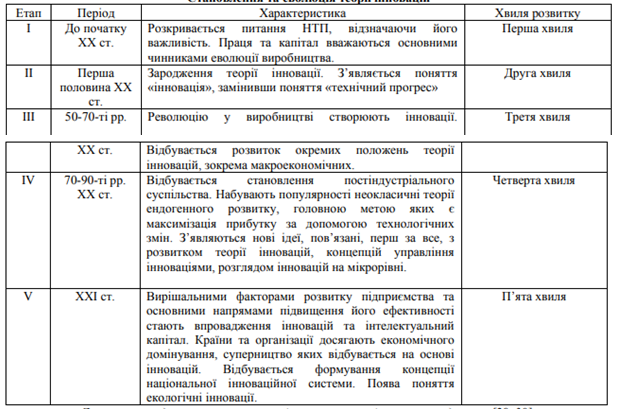 Становлення та еволюція теорії інновацій
Етап Період Характеристика Хвиля розвитку
I До початку Розкривається питання НТП, відзначаючи його Перша хвиля
XX ст. важливість. Праця та капітал вважаються основними
чинниками еволюції виробництва.
II Перша Зародження теорії інновації. З’являється поняття Друга хвиля
половина XX «інновація», замінивши поняття «технічний прогрес»
ст.
III 50-70-ті рр. Революцію у виробництві створюють інновації. Третя хвиля
XX ст. Відбувається розвиток окремих положень теорії
інновацій, зокрема макроекономічних.
IV 70-90-ті рр. Відбувається становлення постіндустріального Четверта хвиля
XX ст. суспільства. Набувають популярності неокласичні теорії
ендогенного розвитку, головною метою яких є
максимізація прибутку за допомогою технологічних
змін. З’являються нові ідеї, пов’язані, перш за все, з
розвитком теорії інновацій, концепцій управління
інноваціями, розглядом інновацій на мікрорівні.
V XXI ст. Вирішальними факторами розвитку підприємства та П’ята хвиля
основними напрямами підвищення його ефективності
стають впровадження інновацій та інтелектуальний
капітал. Країни та організації досягають економічного
домінування, суперництво яких відбувається на основі
інновацій. Відбувається формування концепції
національної інноваційної системи. Поява поняття
екологічні інновації.